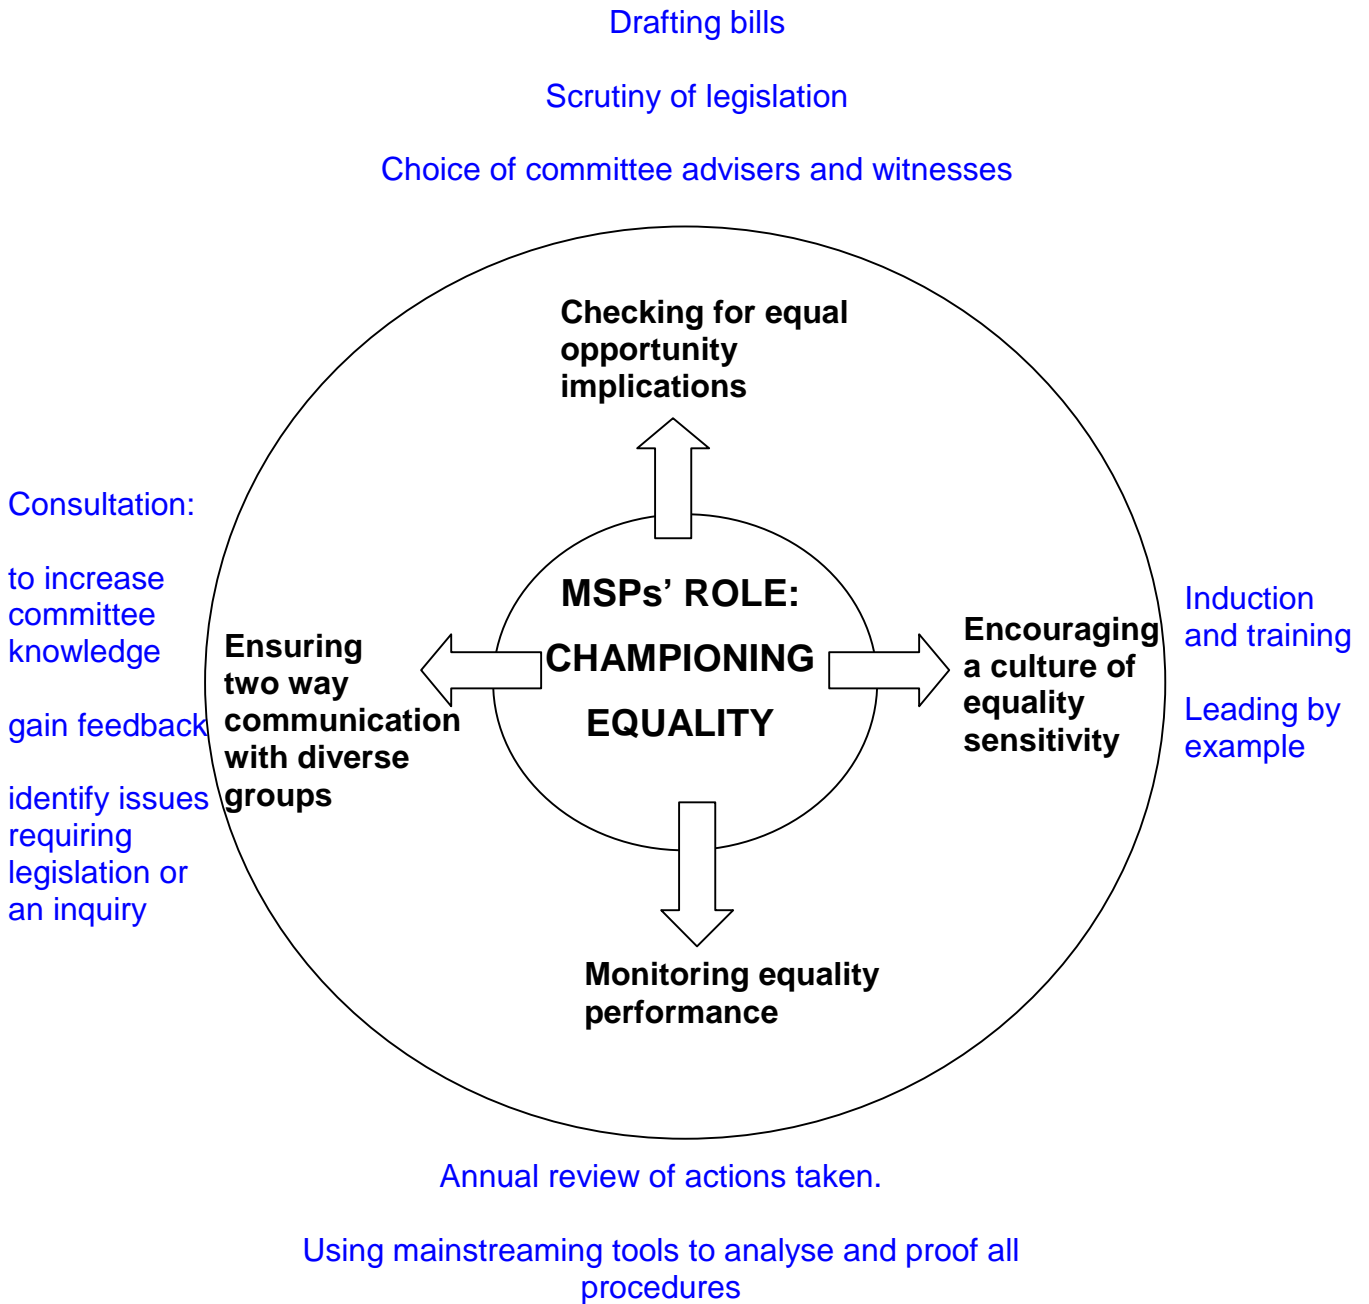 Drafting bills
Scrutiny of legislation
Choice of committee advisers and witnesses
Checking for equal
opportunity
implications
Consultation:
to increase
committee
knowledge
gain feedback
identify issues
requiring
legislation or
an inquiry
Ensuring
two way
communication
with diverse
groups
MSPs’ ROLE:
CHAMPIONING
EQUALITY
Encouraging
a culture of
equality
sensitivity
Induction
and training
Leading by
example
Monitoring equality
performance
Annual review of actions taken.
Using mainstreaming tools to analyse and proof all
procedures